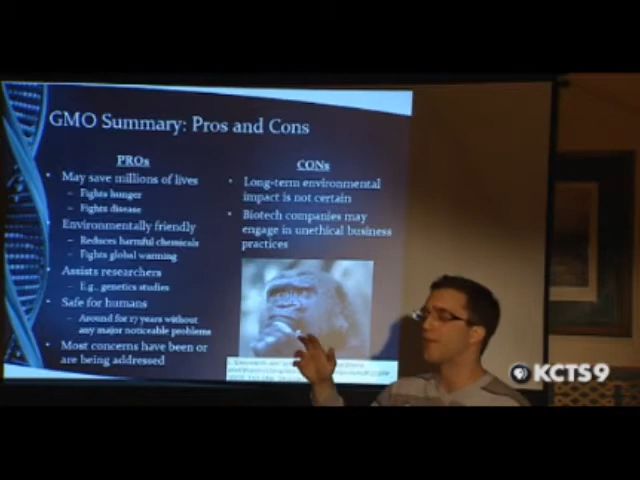 GMO Summary: Pros and Cons
PROs
• May save millions of lives
– Fights hunger
– Fights disease
• Environmentally friendly
– Reduces harmful chemicals
– Fights global warming
• Assists researchers
– E.g., genetics studies
• Safe for humans
– Around for 17 years without
any major noticeable problems
• Most concerns have been or
are being addressed
CONs
• Long-term environmental
impact is not certain
• Biotech companies may
engage in unethical business
practices
KCTS9